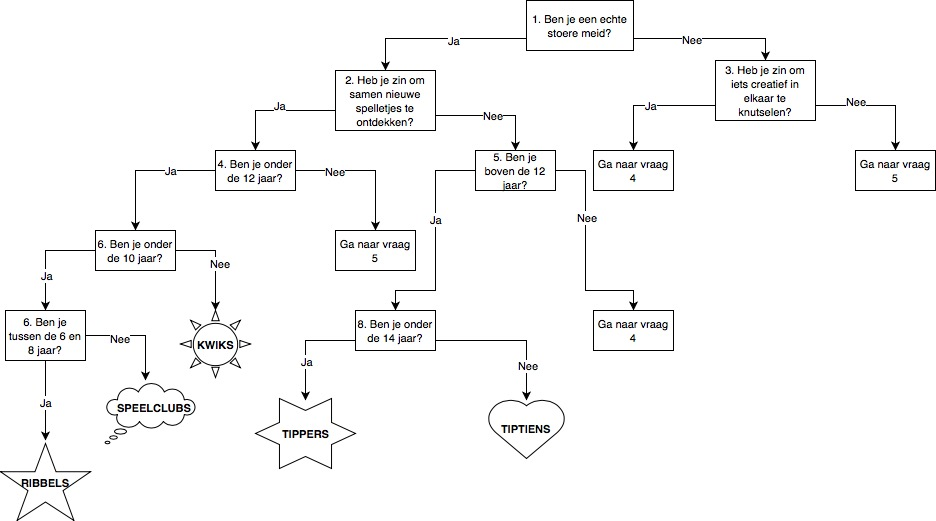 1. Ben je een echte
stoere meid?
Ja
Nee
2. Heb je zin om
samen nieuwe
spelletjes te
ontdekken?
3. Heb je zin om
iets creatief in
elkaar te
knutselen?
Ja
Nee
Ja
Nee
4. Ben je onder
de 12 jaar?
5. Ben je
boven de 12
jaar?
Ga naar vraag
4
Ga naar vraag
5
Ja
Nee
Ja
Nee
6. Ben je onder
de 10 jaar?
Ga naar vraag
5
Ja
Nee
6. Ben je
tussen de 6 en
8 jaar?
8. Ben je onder
de 14 jaar?
Ga naar vraag
4
Nee
KWIKS
Ja
Nee
Ja
SPEELCLUBS
TIPPERS
TIPTIENS
RIBBELS